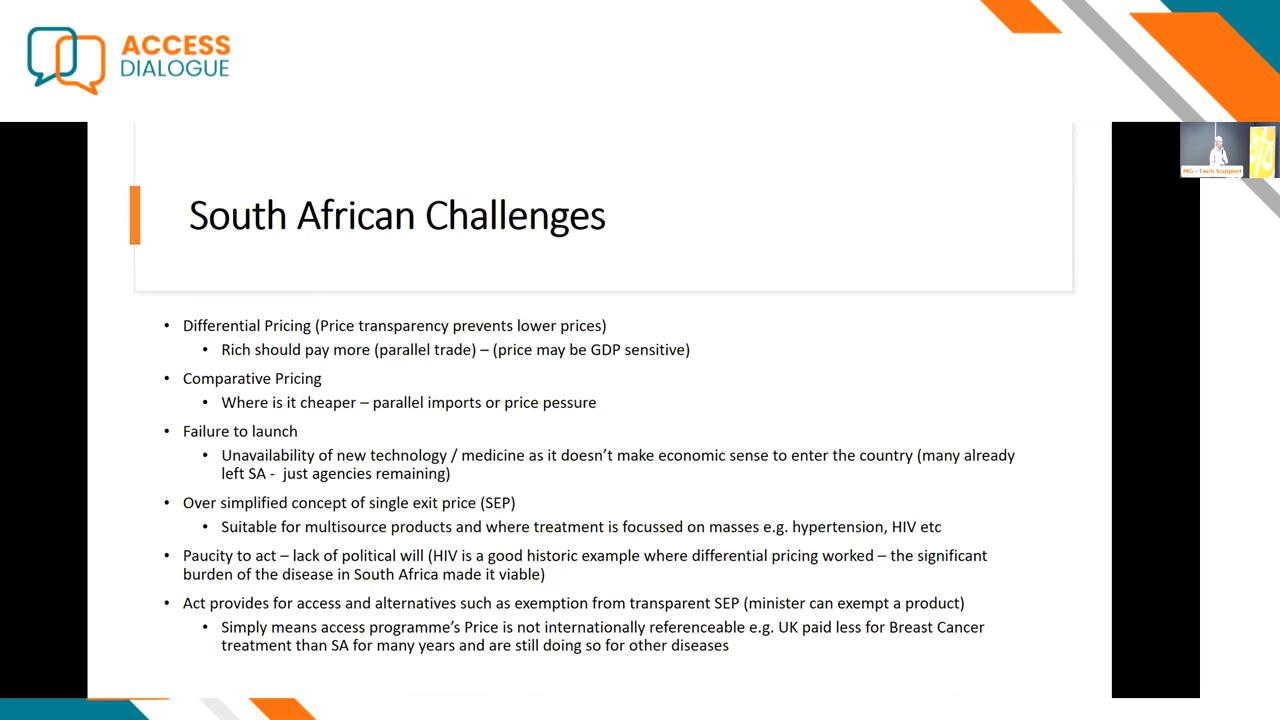 ACCESS
DIALOGUE
MG - Tech Support
South African Challenges
• Differential Pricing (Price transparency prevents lower prices)
• Rich should pay more (parallel trade) – (price may be GDP sensitive)
• Comparative Pricing
• Where is it cheaper – parallel imports or price pessure
• Failure to launch
• Unavailability of new technology / medicine as it doesn’t make economic sense to enter the country (many already
left SA - just agencies remaining)
• Over simplified concept of single exit price (SEP)
• Suitable for multisource products and where treatment is focussed on masses e.g. hypertension, HIV etc
• Paucity to act – lack of political will (HIV is a good historic example where differential pricing worked – the significant
burden of the disease in South Africa made it viable)
• Act provides for access and alternatives such as exemption from transparent SEP (minister can exempt a product)
• Simply means access programme’s Price is not internationally referenceable e.g. UK paid less for Breast Cancer
treatment than SA for many years and are still doing so for other diseases